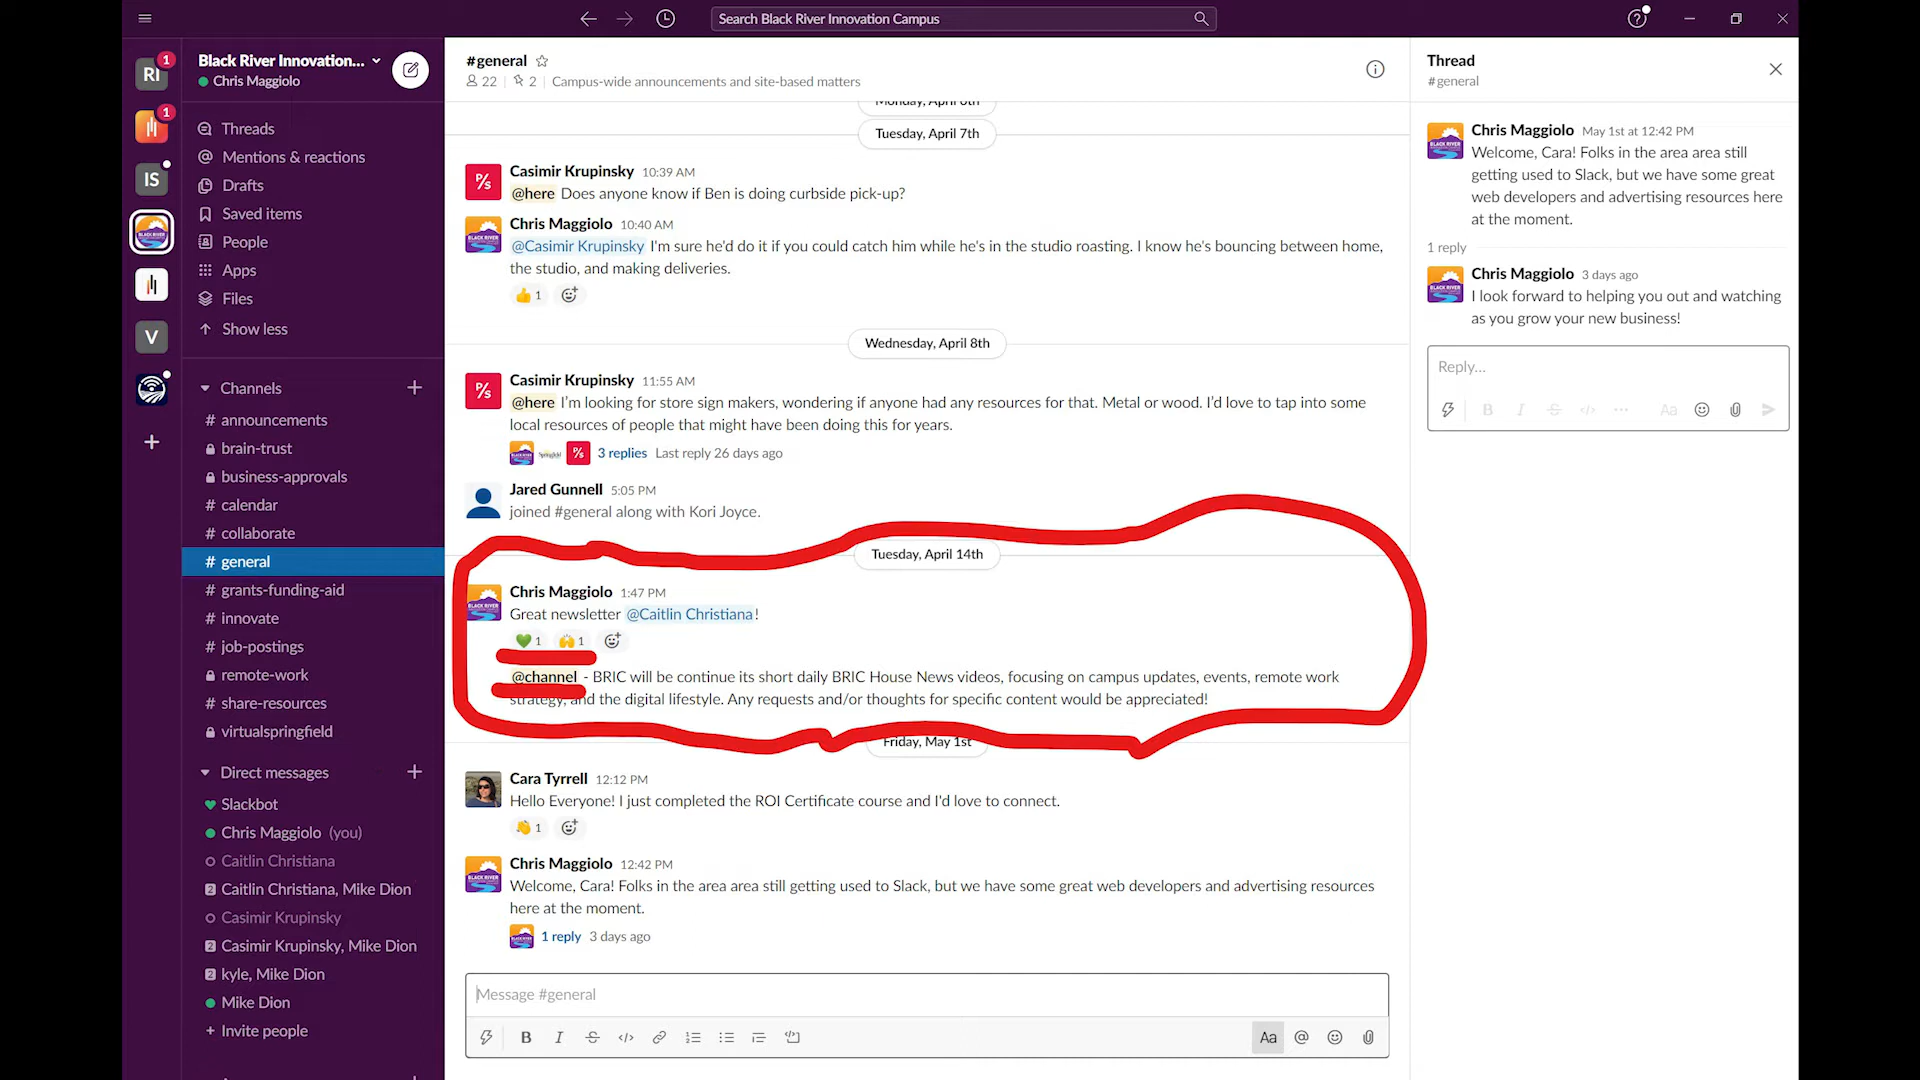 Search Black River Innovation Campus
RI
1
1
IS
V
Black River Innovation...
Chris Maggiolo
Threads
Mentions & reactions
Drafts
Saved items
People
Apps
Files
Show less
Channels
# announcements
brain-trust
business-approvals
# calendar
# collaborate
# general
# grants-funding-aid
# innovate
# job-postings
remote-work
# share-resources
virtualspringfield
Direct messages
Slackbot
Chris Maggiolo (you)
Caitlin Christiana
2 Caitlin Christiana, Mike Dion
Casimir Krupinsky
2 Casimir Krupinsky, Mike Dion
2 kyle, Mike Dion
Mike Dion
+ Invite people
#general
22 | 2 | Campus-wide announcements and site-based matters
Monday, April 6th
Tuesday, April 7th
Casimir Krupinsky 10:39 AM
@here Does anyone know if Ben is doing curbside pick-up?
Chris Maggiolo 10:40 AM
@Casimir Krupinsky I'm sure he'd do it if you could catch him while he's in the studio roasting. I know he's bouncing between home,
the studio, and making deliveries.
1
Wednesday, April 8th
Casimir Krupinsky 11:55 AM
@here I'm looking for store sign makers, wondering if anyone had any resources for that. Metal or wood. I'd love to tap into some
local resources of people that might have been doing this for years.
3 replies Last reply 26 days ago
Jared Gunnell 5:05 PM
joined #general along with Kori Joyce.
Tuesday, April 14th
Chris Maggiolo 1:47 PM
Great newsletter @Caitlin Christiana!
1 1
@channel - BRIC will be continue its short daily BRIC House News videos, focusing on campus updates, events, remote work
strategy, and the digital lifestyle. Any requests and/or thoughts for specific content would be appreciated!
Friday, May 1st
Cara Tyrrell 12:12 PM
Hello Everyone! I just completed the ROI Certificate course and I'd love to connect.
1
Chris Maggiolo 12:42 PM
Welcome, Cara! Folks in the area area still getting used to Slack, but we have some great web developers and advertising resources
here at the moment.
1 reply 3 days ago
Message #general
B I S </> Aa @
Thread
#general
Chris Maggiolo May 1st at 12:42 PM
Welcome, Cara! Folks in the area area still
getting used to Slack, but we have some great
web developers and advertising resources here
at the moment.
1 reply
Chris Maggiolo 3 days ago
I look forward to helping you out and watching
as you grow your new business!
Reply...
B I S </> ... Aa